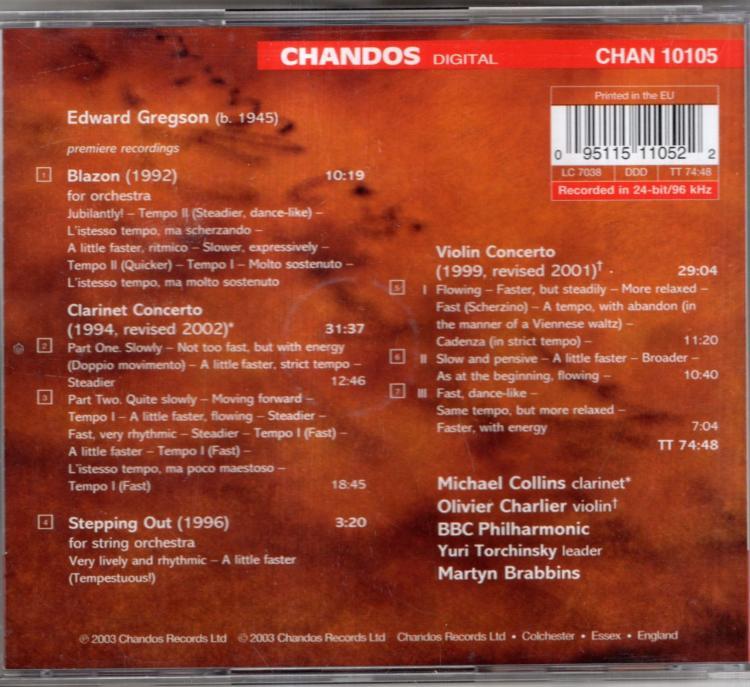 CHANDOS DIGITAL CHAN 10105
Printed in the EU
0 95115 11052 2
LC 7038 DDD TT 74:48
Recorded in 24-bit/96 kHz
Edward Gregson (b. 1945)
premiere recordings
1 Blazon (1992) 10:19
for orchestra
Jubilantly! – Tempo II (Steadier, dance-like) –
L'istesso tempo, ma scherzando –
A little faster, ritmico – Slower, expressively –
Tempo II (Quicker) – Tempo I – Molto sostenuto –
L'istesso tempo, ma molto sostenuto
Clarinet Concerto
(1994, revised 2002)* 31:37
2 Part One. Slowly – Not too fast, but with energy
(Doppio movimento) – A little faster, strict tempo –
Steadier 12:46
3 Part Two. Quite slowly – Moving forward –
Tempo I – A little faster, flowing – Steadier –
Fast, very rhythmic – Steadier – Tempo I (Fast) –
A little faster – Tempo I (Fast) –
L'istesso tempo, ma poco maestoso –
Tempo I (Fast) 18:45
4 Stepping Out (1996) 3:20
for string orchestra
Very lively and rhythmic – A little faster
(Tempestuous!)
Violin Concerto
(1999, revised 2001)† 29:04
5 I Flowing – Faster, but steadily – More relaxed –
Fast (Scherzino) – A tempo, with abandon (in
the manner of a Viennese waltz) –
Cadenza (in strict tempo) – 11:20
6 II Slow and pensive – A little faster – Broader –
As at the beginning, flowing – 10:40
7 III Fast, dance-like –
Same tempo, but more relaxed –
Faster, with energy 7:04
TT 74:48
Michael Collins clarinet*
Olivier Charlier violin†
BBC Philharmonic
Yuri Torchinsky leader
Martyn Brabbins
℗ 2003 Chandos Records Ltd © 2003 Chandos Records Ltd Chandos Records Ltd • Colchester • Essex • England